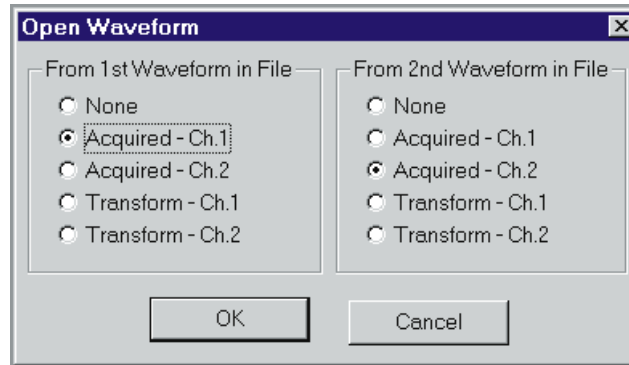 Open Waveform
From 1st Waveform in File
None
Acquired - Ch.1
Acquired - Ch.2
Transform - Ch.1
Transform - Ch.2
From 2nd Waveform in File
None
Acquired - Ch.1
Acquired - Ch.2
Transform - Ch.1
Transform - Ch.2
OK
Cancel